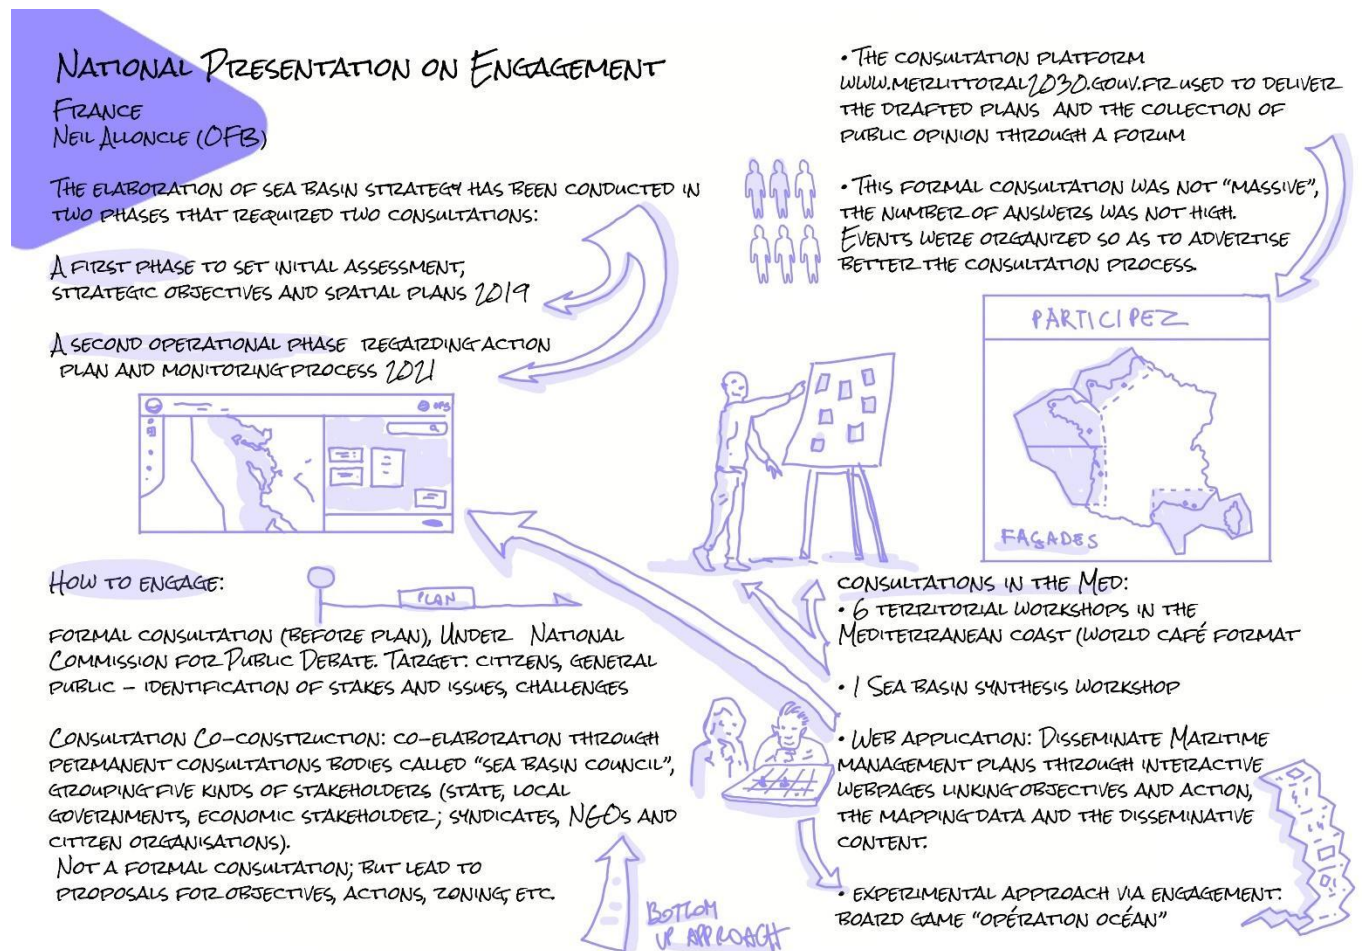 National Presentation on Engagement
France
Neil Alloncle (OFB)
The elaboration of sea basin strategy has been conducted in
two phases that required two consultations:
A first phase to set initial assessment,
strategic objectives and spatial plans 2019
A second operational phase regarding action
plan and monitoring process 2021
OFB
How to engage:
PLAN
formal consultation (before plan), Under National
Commission for Public Debate. Target: citizens, general
public – identification of stakes and issues, challenges
Consultation Co-construction: co-elaboration through
permanent consultations bodies called "sea basin council",
grouping five kinds of stakeholders (state, local
governments, economic stakeholder; syndicates, NGOs and
citizen organisations).
Not a formal consultation; but lead to
proposals for objectives, actions, zoning, etc.
BOTTOM
UP APPROACH
• The consultation platform
www.merlittoral2030.gouv.fr used to deliver
the drafted plans and the collection of
public opinion through a forum
• This formal consultation was not "massive",
the number of answers was not high.
Events were organized so as to advertise
better the consultation process.
PARTICIPEZ
FAÇADES
consultations in the Med:
• 6 territorial workshops in the
Mediterranean coast (world café format
• 1 Sea basin synthesis workshop
• Web application: Disseminate Maritime
management plans through interactive
webpages linking objectives and action,
the mapping data and the disseminative
content.
• experimental approach via engagement:
board game "opération océan"